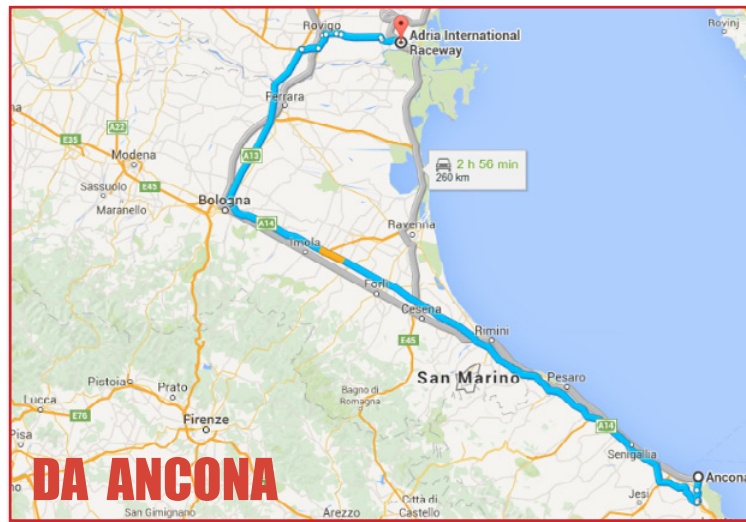 Rovigo
Adria International
Raceway
Rovinj
Ferrara
A22
E35
A13
Modena
2 h 56 min
260 km
Sassuolo
E45
Maranello
Bologna
A14
Ravenna
Imola
Forlì
Cesena
Rimini
E45
San Marino
Pesaro
Pistoia
Prato
Bagno di
Romagna
Lucca
E76
Firenze
A14
Senigallia
Pisa
Ancona
Jesi
DA ANCONA
San Gimignano
Arezzo
Città di
Castello